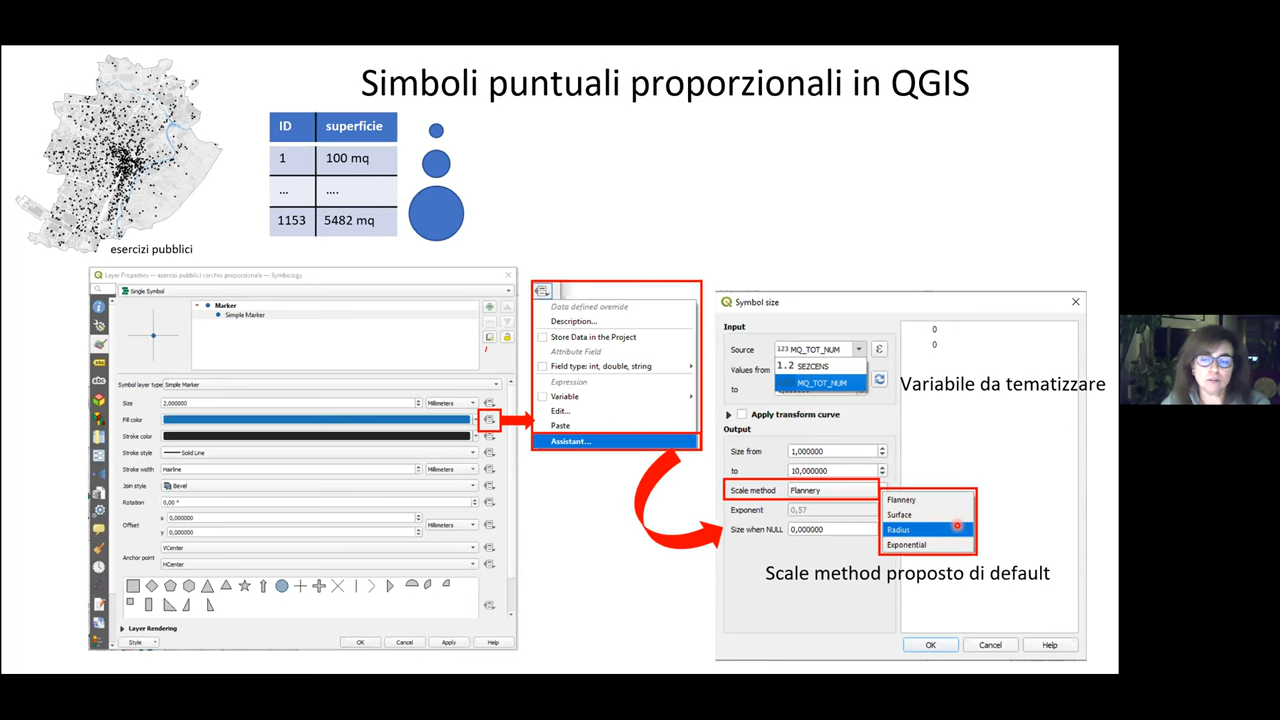 Simboli puntuali proporzionali in QGIS
ID superficie
1 100 mq
... ....
1153 5482 mq
esercizi pubblici
Layer Properties — esercizi pubblici cerchio proporzionale — Symbology
Single Symbol
Marker
Simple Marker
Symbol layer type Simple Marker
Size 2,000000 Millimeters
Fill color
Stroke color
Stroke style Solid Line
Stroke width Hairline Millimeters
Join style Bevel
Rotation 0,00 °
Offset x 0,000000 Millimeters
y 0,000000
Anchor point VCenter
HCenter
Layer Rendering
Style OK Cancel Apply Help
Data defined override
Description...
Store Data in the Project
Attribute Field
Field type: int, double, string
Expression
Variable
Edit...
Paste
Assistant...
Symbol size
Input
Source 123 MQ_TOT_NUM ε
1.2 SEZCENS
MQ_TOT_NUM
Values from
to
Apply transform curve
Output
Size from 1,000000
to 10,000000
Scale method Flannery
Exponent 0,57
Size when NULL 0,000000
Flannery
Surface
Radius
Exponential
0
0
Variabile da tematizzare
Scale method proposto di default
OK Cancel Help